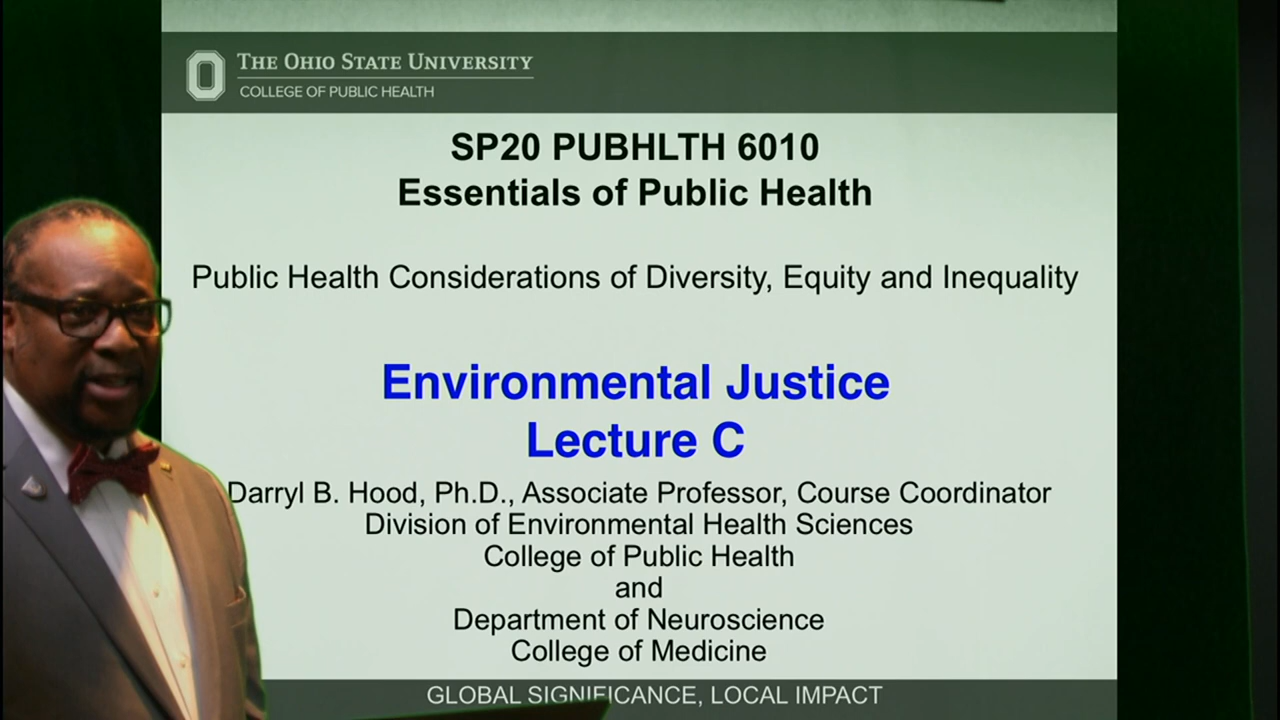 THE OHIO STATE UNIVERSITY
COLLEGE OF PUBLIC HEALTH
SP20 PUBHLTH 6010
Essentials of Public Health
Public Health Considerations of Diversity, Equity and Inequality
Environmental Justice
Lecture C
Darryl B. Hood, Ph.D., Associate Professor, Course Coordinator
Division of Environmental Health Sciences
College of Public Health
and
Department of Neuroscience
College of Medicine
GLOBAL SIGNIFICANCE, LOCAL IMPACT